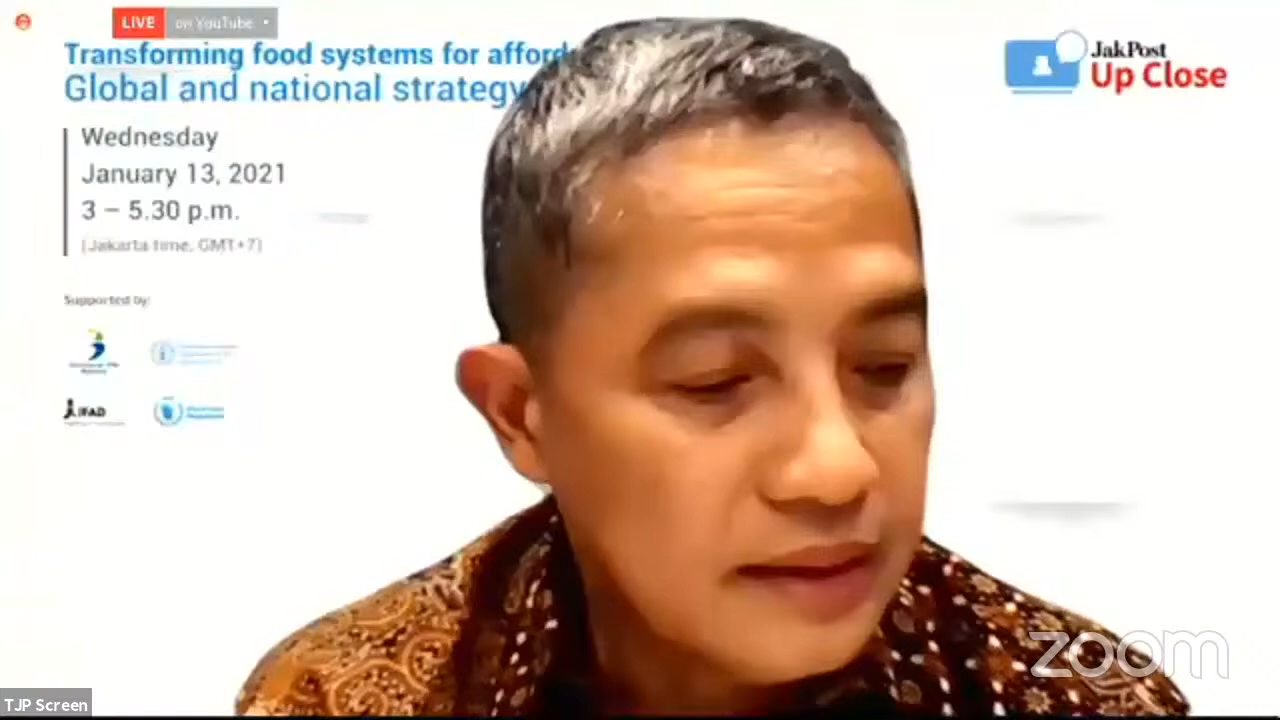 LIVE on YouTube
Transforming food systems for afford
Global and national strategy
JakPost
Up Close
Wednesday
January 13, 2021
3 – 5.30 p.m.
(Jakarta time, GMT+7)
Supported by:
IFAD
zoom
TJP Screen